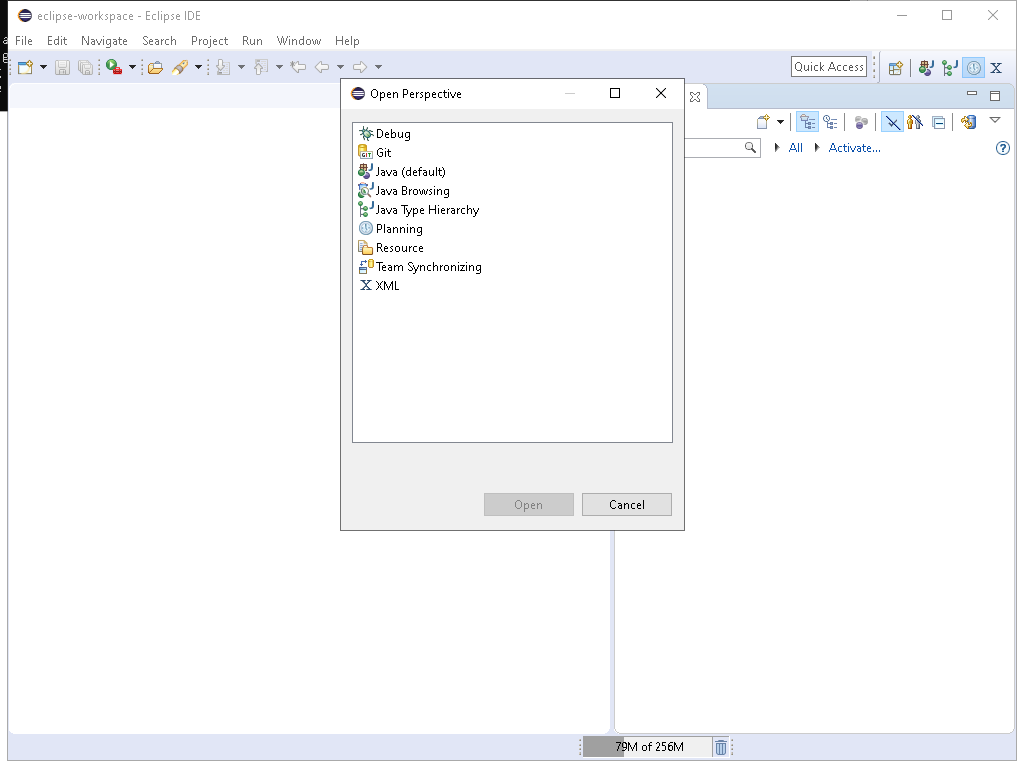 eclipse-workspace - Eclipse IDE
File Edit Navigate Search Project Run Window Help
Quick Access
Open Perspective
Debug
GIT Git
Java (default)
Java Browsing
Java Type Hierarchy
Planning
Resource
Team Synchronizing
XML
Open Cancel
All Activate...
79M of 256M